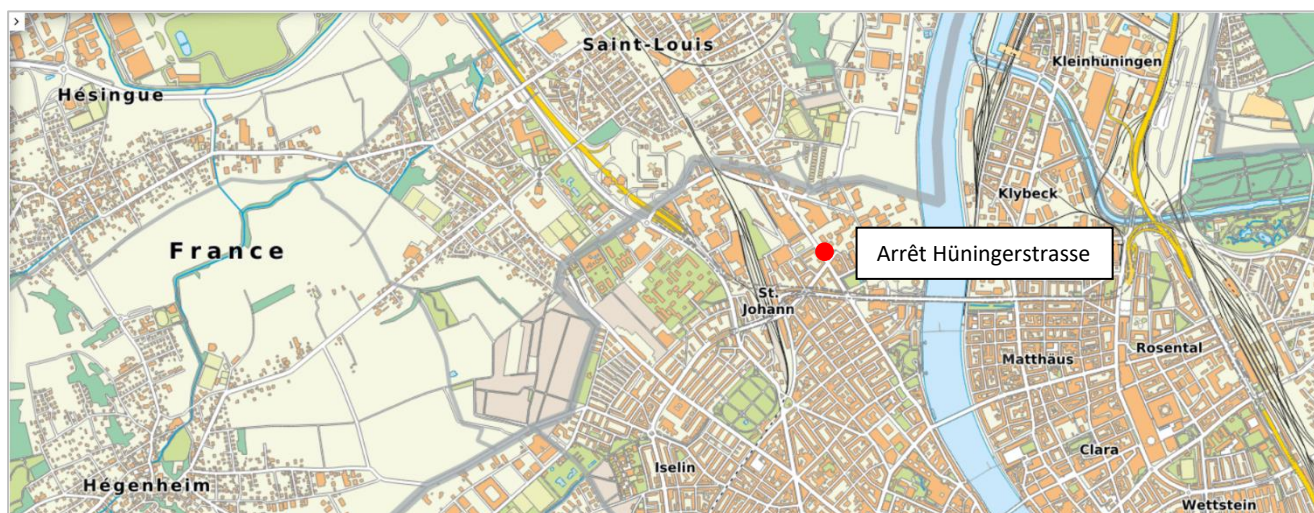 Saint-Louis
Kleinhüningen
Hésingue
Klybeck
France
Arrêt Hüningerstrasse
St.
Johann
Matthäus
Rosental
Clara
Iselin
Hégenheim
Wettstein